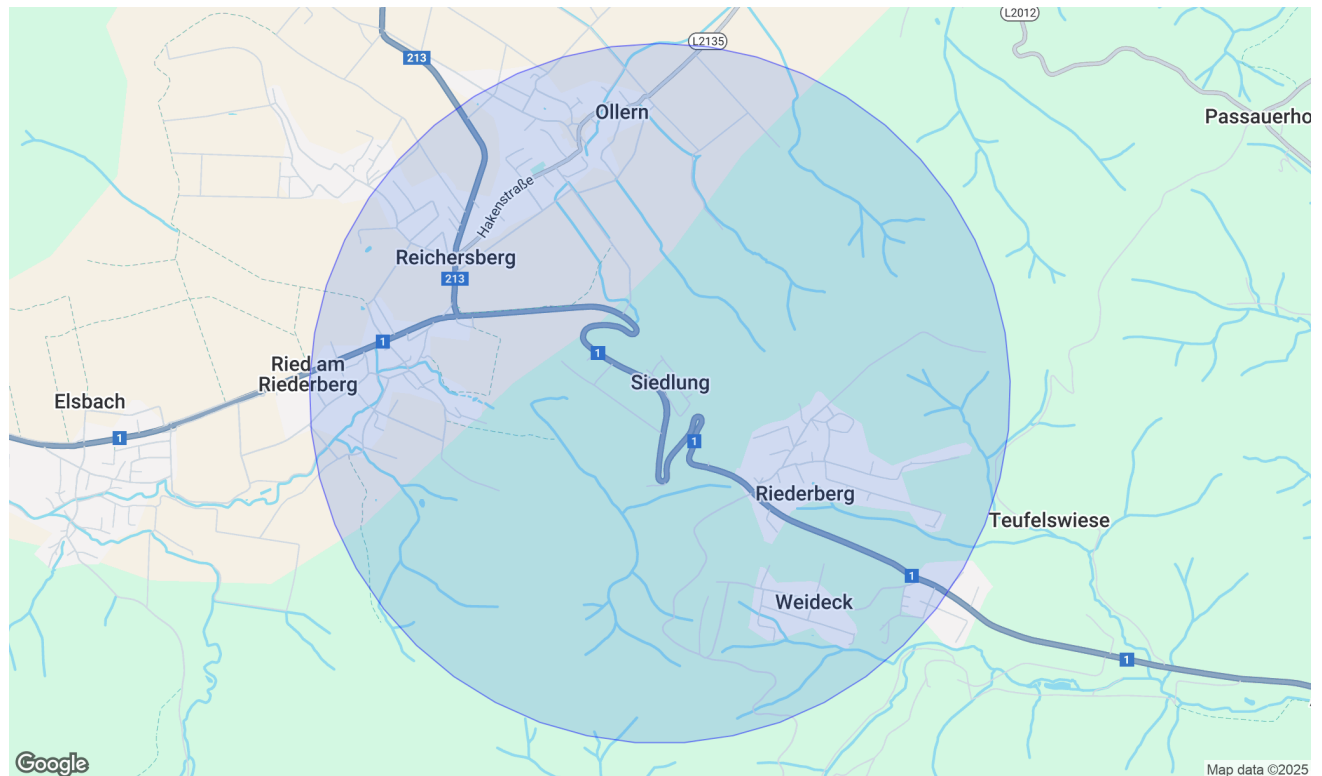 L2012
L2135
213
Ollern
Passauerho
Hakenstraße
Reichersberg
213
1
1
Ried am
Riederberg
Siedlung
Elsbach
1
1
Riederberg
Teufelswiese
1
Weideck
1
Google
Map data ©2025